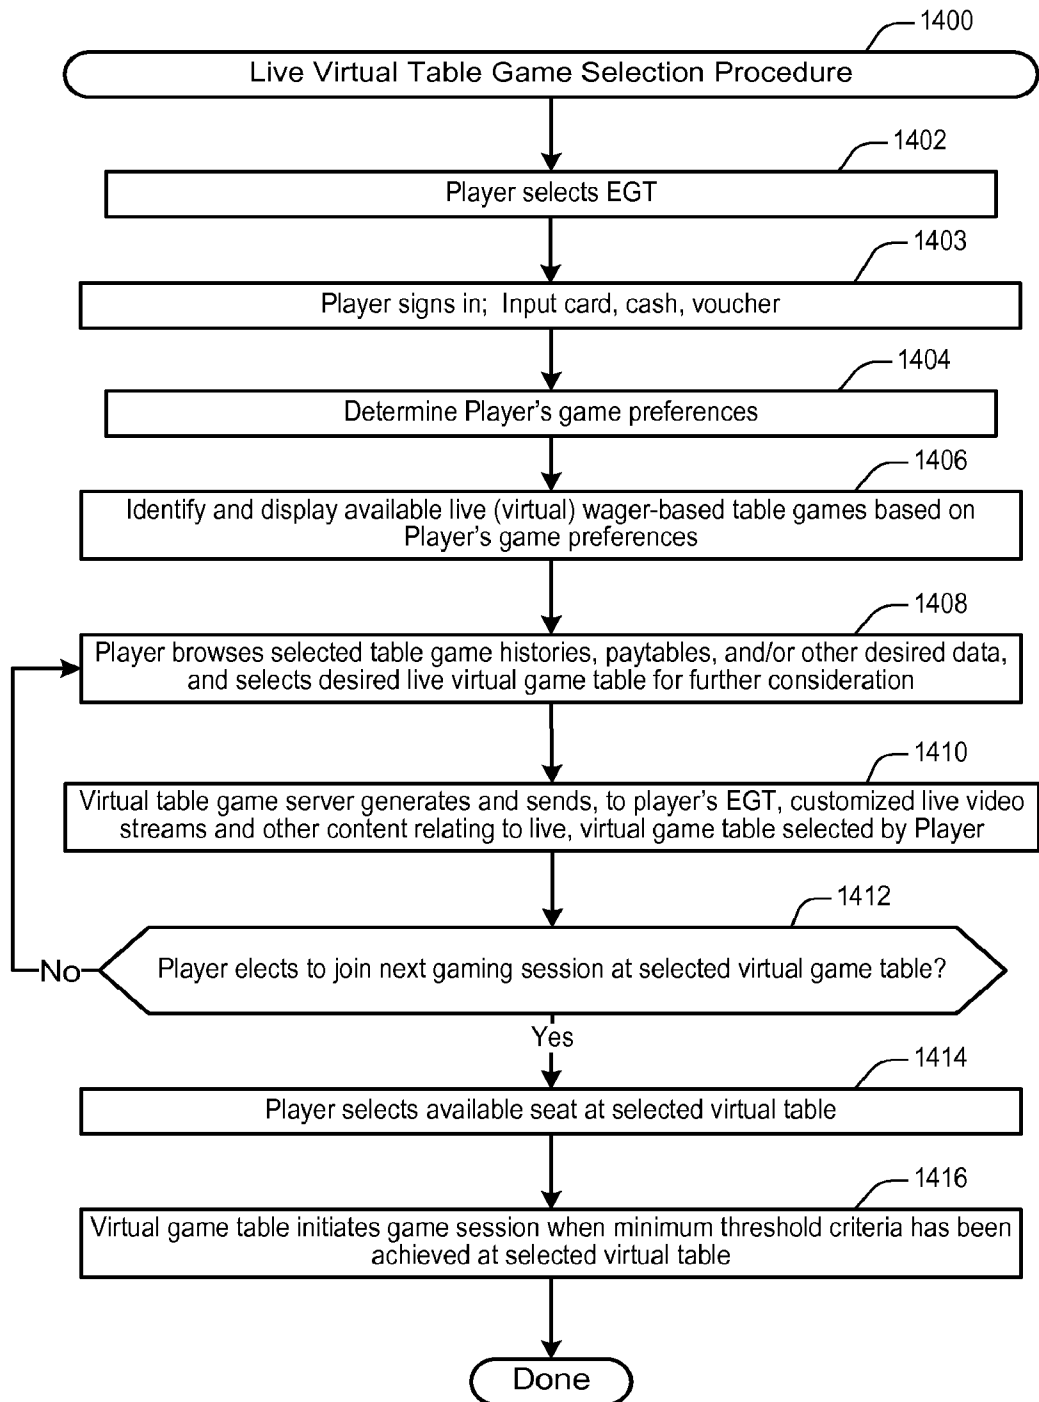 1400
Live Virtual Table Game Selection Procedure
1402
Player selects EGT
1403
Player signs in; Input card, cash, voucher
1404
Determine Player's game preferences
1406
Identify and display available live (virtual) wager-based table games based on
Player's game preferences
1408
Player browses selected table game histories, paytables, and/or other desired data,
and selects desired live virtual game table for further consideration
1410
Virtual table game server generates and sends, to player's EGT, customized live video
streams and other content relating to live, virtual game table selected by Player
1412
Player elects to join next gaming session at selected virtual game table?
No
Yes
1414
Player selects available seat at selected virtual table
1416
Virtual game table initiates game session when minimum threshold criteria has been
achieved at selected virtual table
Done